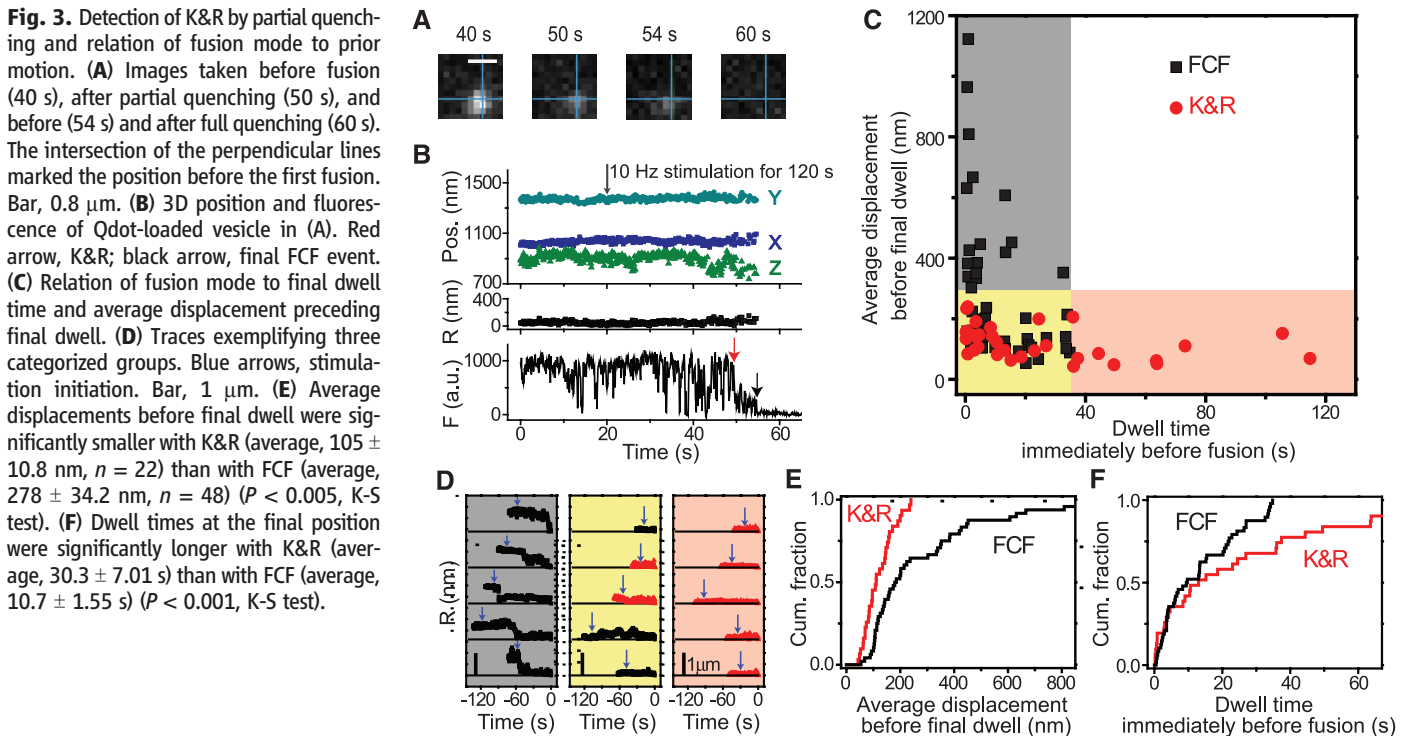 Fig. 3. Detection of K&R by partial quench-
ing and relation of fusion mode to prior
motion. (A) Images taken before fusion
(40 s), after partial quenching (50 s), and
before (54 s) and after full quenching (60 s).
The intersection of the perpendicular lines
marked the position before the first fusion.
Bar, 0.8 μm. (B) 3D position and fluores-
cence of Qdot-loaded vesicle in (A). Red
arrow, K&R; black arrow, final FCF event.
(C) Relation of fusion mode to final dwell
time and average displacement preceding
final dwell. (D) Traces exemplifying three
categorized groups. Blue arrows, stimula-
tion initiation. Bar, 1 μm. (E) Average
displacements before final dwell were sig-
nificantly smaller with K&R (average, 105 ±
10.8 nm, n = 22) than with FCF (average,
278 ± 34.2 nm, n = 48) (P < 0.005, K-S
test). (F) Dwell times at the final position
were significantly longer with K&R (aver-
age, 30.3 ± 7.01 s) than with FCF (average,
10.7 ± 1.55 s) (P < 0.001, K-S test).
A
40 s 50 s 54 s 60 s
B
10 Hz stimulation for 120 s
Pos. (nm)
1500
1100
700
Y
X
Z
R (nm)
400
0
F (a.u.)
1000
0
0 20 40 60
Time (s)
C
Average displacement
before final dwell (nm)
1200
800
400
0
FCF
K&R
0 40 80 120
Dwell time
immediately before fusion (s)
D
R (nm)
1μm
-120 -60 0
-120 -60 0
-120 -60 0
Time (s) Time (s) Time (s)
E
Cum. fraction
1.0
0.5
0.0
K&R
FCF
0 200 400 600 800
Average displacement
before final dwell (nm)
F
Cum. fraction
1.0
0.5
0.0
FCF
K&R
0 20 40 60
Dwell time
immediately before fusion (s)